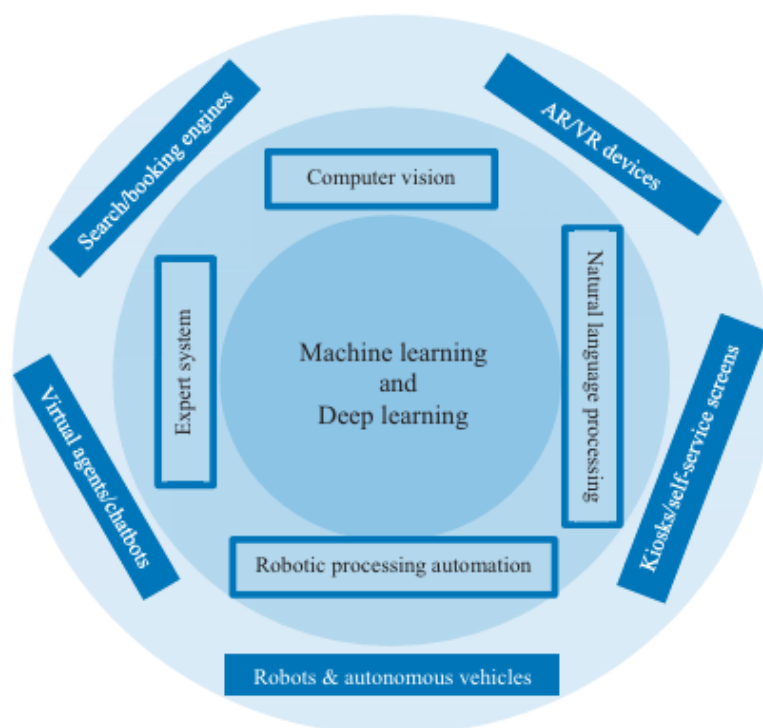 Search/booking engines
AR/VR devices
Computer vision
Expert system
Natural language processing
Machine learning
and
Deep learning
Virtual agents/chatbots
Kiosks/self-service screens
Robotic processing automation
Robots & autonomous vehicles